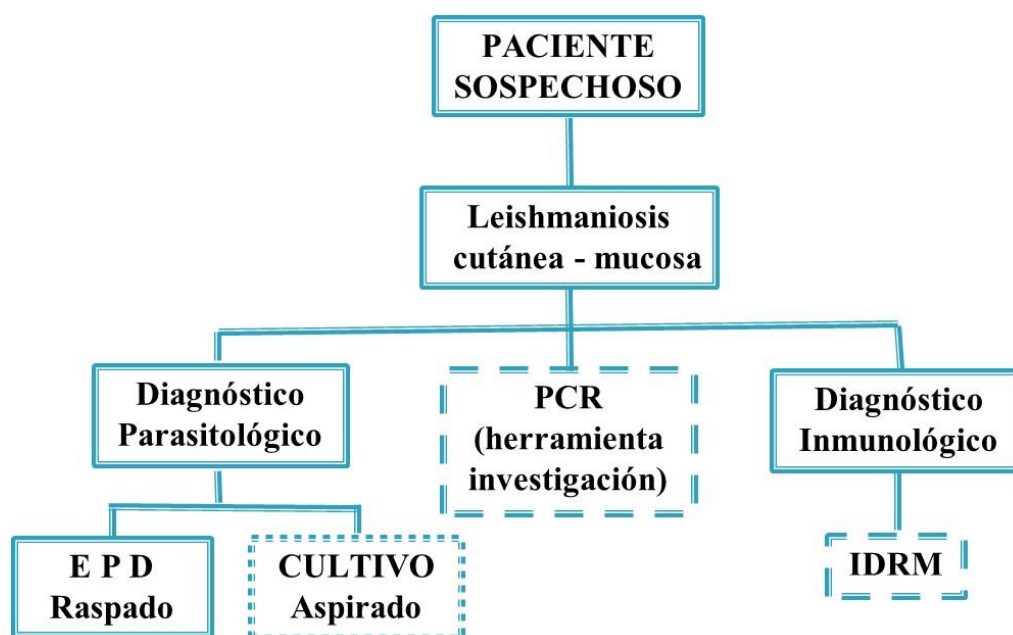 PACIENTE
SOSPECHOSO
Leishmaniosis
cutánea - mucosa
Diagnóstico
Parasitológico
PCR
(herramienta
investigación)
Diagnóstico
Inmunológico
E P D
Raspado
CULTIVO
Aspirado
IDRM